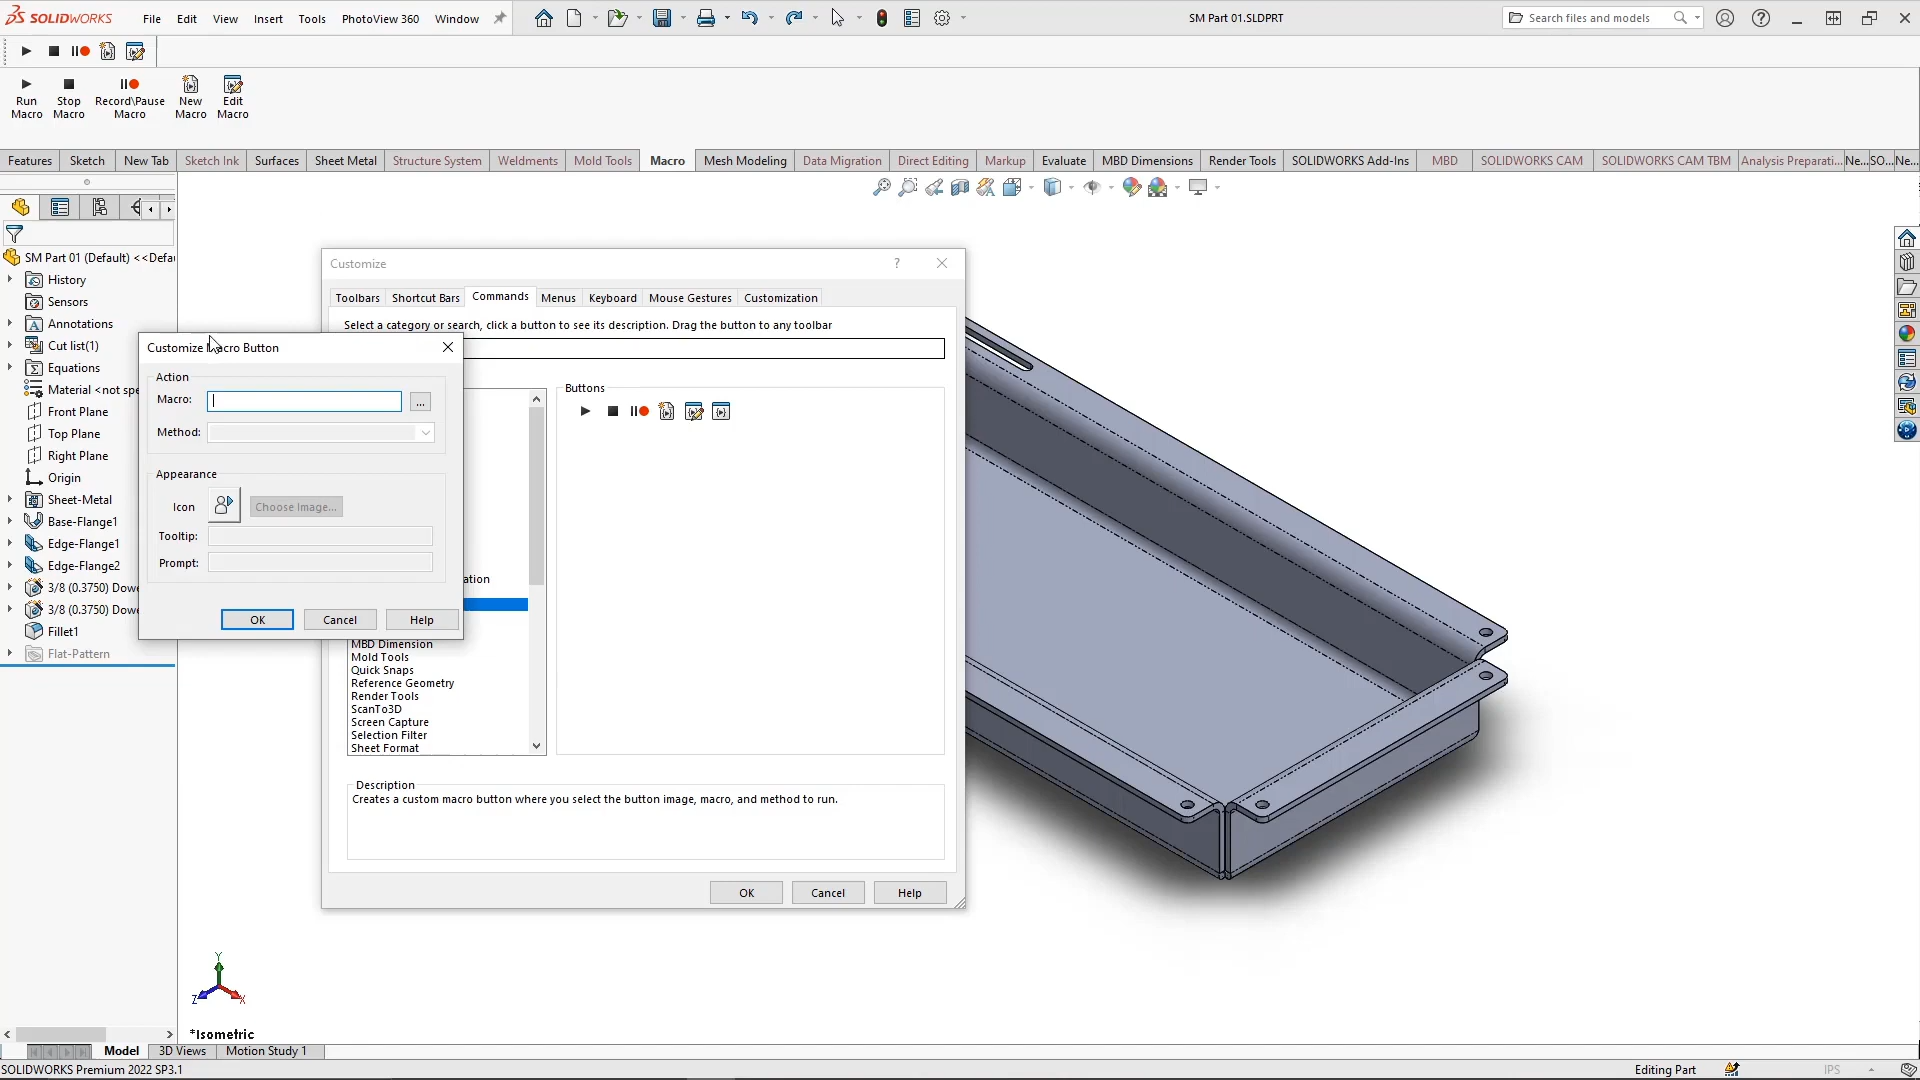 SOLIDWORKS
File Edit View Insert Tools PhotoView 360 Window
SM Part 01.SLDPRT
Search files and models
Run Macro
Stop Macro
Record\Pause Macro
New Macro
Edit Macro
Features Sketch New Tab Sketch Ink Surfaces Sheet Metal Structure System Weldments Mold Tools Macro Mesh Modeling Data Migration Direct Editing Markup Evaluate MBD Dimensions Render Tools SOLIDWORKS Add-Ins MBD SOLIDWORKS CAM SOLIDWORKS CAM TBM Analysis Preparati... Ne... SO... Ne...
SM Part 01 (Default) <<Defau
History
Sensors
Annotations
Cut list(1)
Equations
Material <not spe
Front Plane
Top Plane
Right Plane
Origin
Sheet-Metal
Base-Flange1
Edge-Flange1
Edge-Flange2
3/8 (0.3750) Dowe
3/8 (0.3750) Dowe
Fillet1
Flat-Pattern
Customize
?
Toolbars Shortcut Bars Commands Menus Keyboard Mouse Gestures Customization
Select a category or search, click a button to see its description. Drag the button to any toolbar
Buttons
ation
MBD Dimension
Mold Tools
Quick Snaps
Reference Geometry
Render Tools
ScanTo3D
Screen Capture
Selection Filter
Sheet Format
Description
Creates a custom macro button where you select the button image, macro, and method to run.
OK Cancel Help
Customize Macro Button
Action
Macro:
...
Method:
Appearance
Icon
Choose Image...
Tooltip:
Prompt:
OK Cancel Help
Y
Z X
*Isometric
Model 3D Views Motion Study 1
SOLIDWORKS Premium 2022 SP3.1
Editing Part
IPS